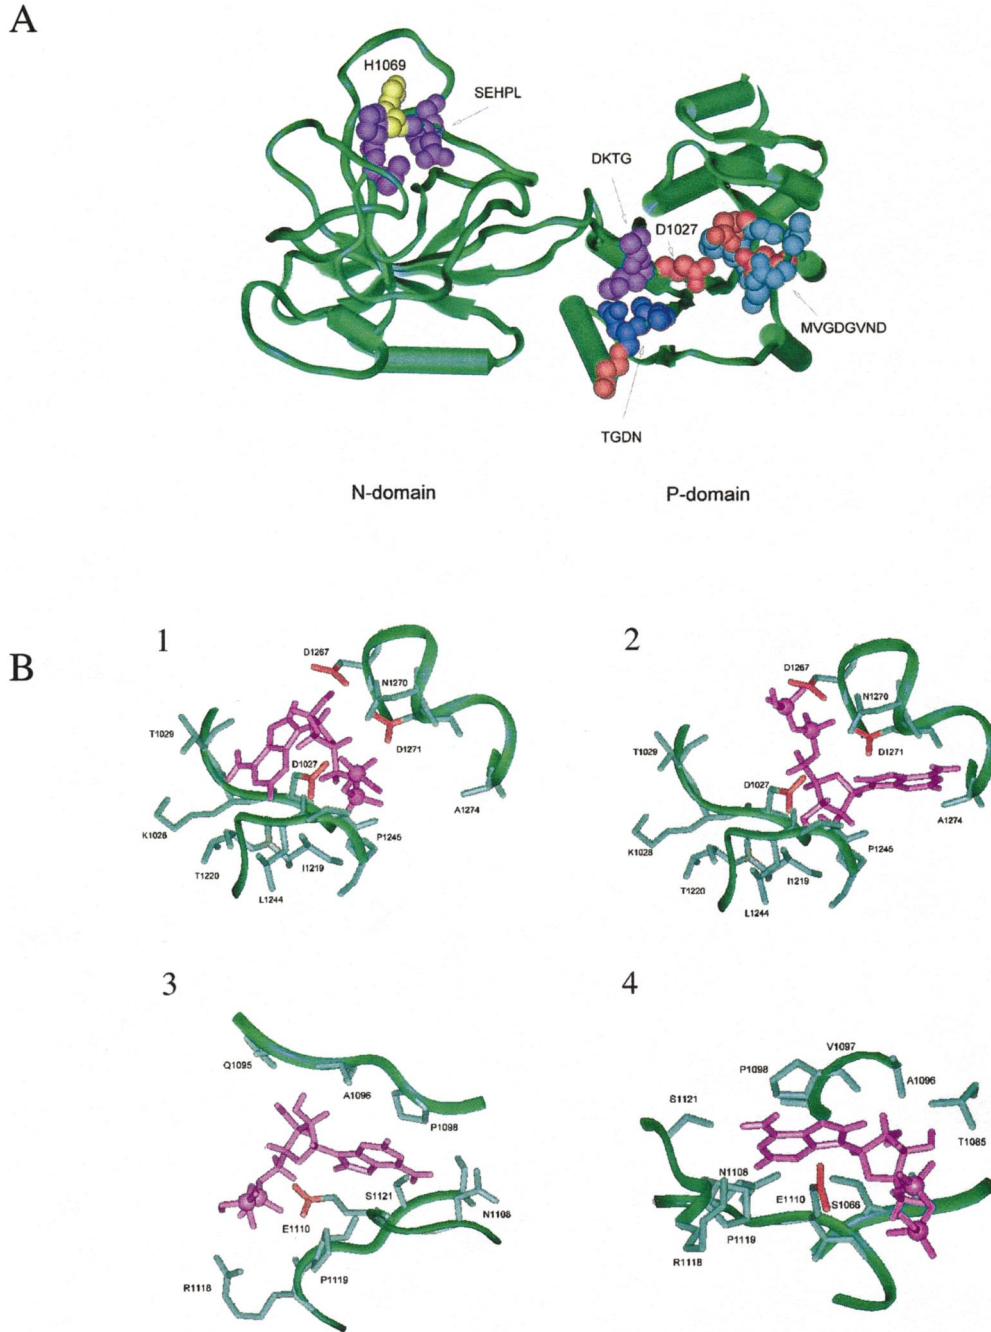 A
H1069
SEHPL
DKTG
D1027
MVGDGVND
TGDN
N-domain
P-domain
B
1
D1267
N1270
T1029
D1027
D1271
A1274
K1028
P1245
T1220
I1219
L1244
2
D1267
N1270
T1029
D1027
D1271
A1274
K1028
P1245
T1220
I1219
L1244
3
Q1095
A1096
P1098
S1121
E1110
N1108
P1119
R1118
4
V1097
P1098
A1096
S1121
T1085
N1108
E1110
S1066
P1119
R1118